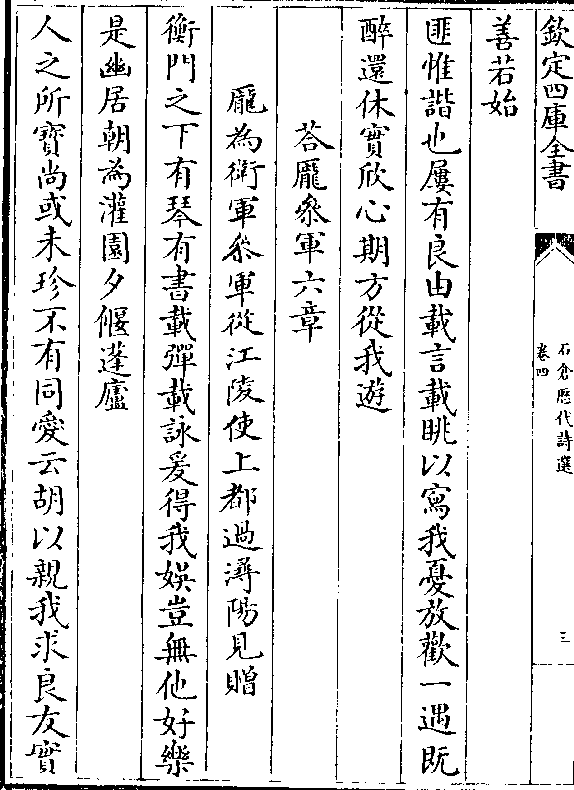 欽定四庫全書
石倉歷代詩選
卷四
三
善若始
匪惟諧也屢有良由載言載眺以寫我憂放歡一遇既
醉還休實欣心期方從我遊
荅龎叅軍六章
龎為衛軍叅軍從江陵使上都過潯陽見贈
衡門之下有琴有書載彈載詠爰得我娛豈無他好樂
是幽居朝為灌園夕偃蓬廬
人之所寶尚或未珍不有同愛云胡以親我求良友實